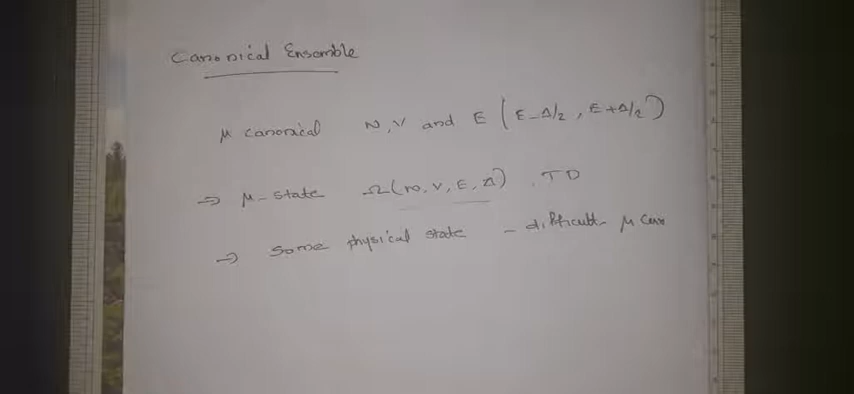 Canonical Ensemble
μ canonical N, V and E (E-Δ/2, E+Δ/2)
⇒ μ-state Ω(N, V, E, Δ), TD
→ Some physical state - difficult μ can